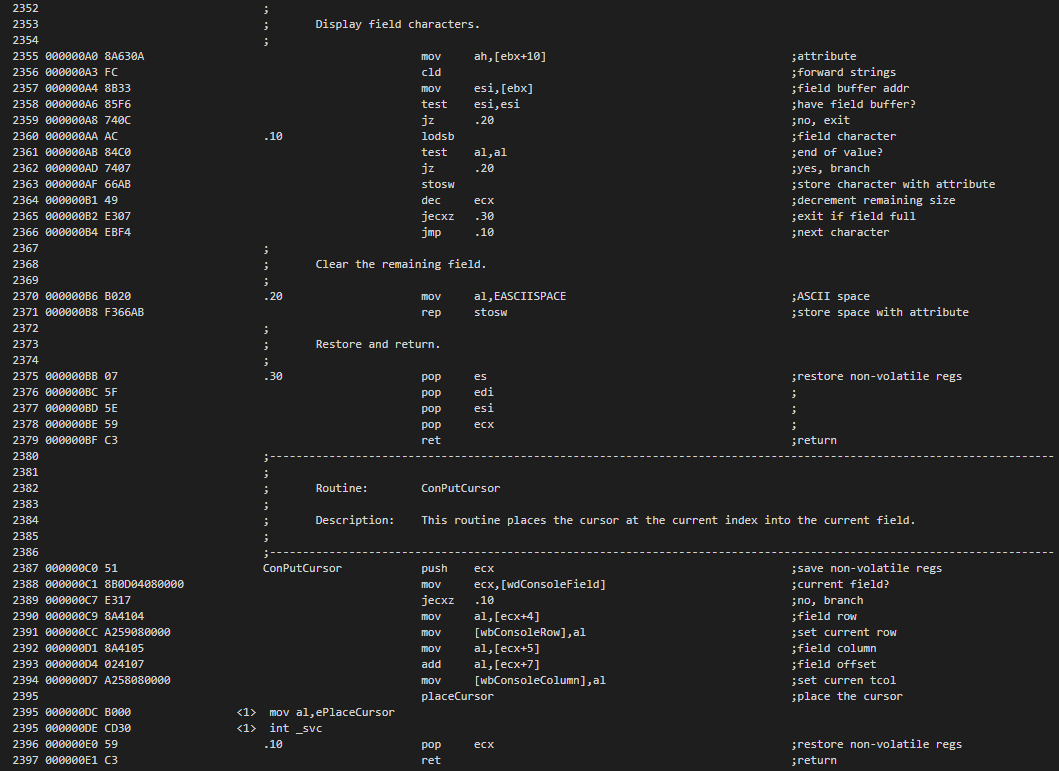 2352 ;
2353 ; Display field characters.
2354 ;
2355 000000A0 8A630A mov ah,[ebx+10] ;attribute
2356 000000A3 FC cld ;forward strings
2357 000000A4 8B33 mov esi,[ebx] ;field buffer addr
2358 000000A6 85F6 test esi,esi ;have field buffer?
2359 000000A8 740C jz .20 ;no, exit
2360 000000AA AC .10 lodsb ;field character
2361 000000AB 84C0 test al,al ;end of value?
2362 000000AD 7407 jz .20 ;yes, branch
2363 000000AF 66AB stosw ;store character with attribute
2364 000000B1 49 dec ecx ;decrement remaining size
2365 000000B2 E307 jecxz .30 ;exit if field full
2366 000000B4 EBF4 jmp .10 ;next character
2367 ;
2368 ; Clear the remaining field.
2369 ;
2370 000000B6 B020 .20 mov al,EASCIISPACE ;ASCII space
2371 000000B8 F366AB rep stosw ;store space with attribute
2372 ;
2373 ; Restore and return.
2374 ;
2375 000000BB 07 .30 pop es ;restore non-volatile regs
2376 000000BC 5F pop edi ;
2377 000000BD 5E pop esi ;
2378 000000BE 59 pop ecx ;
2379 000000BF C3 ret ;return
2380 ;-----------------------------------------------------------------------------------------------------------------------
2381 ;
2382 ; Routine: ConPutCursor
2383 ;
2384 ; Description: This routine places the cursor at the current index into the current field.
2385 ;
2386 ;-----------------------------------------------------------------------------------------------------------------------
2387 000000C0 51 ConPutCursor push ecx ;save non-volatile regs
2388 000000C1 8B0D04080000 mov ecx,[wdConsoleField] ;current field?
2389 000000C7 E317 jecxz .10 ;no, branch
2390 000000C9 8A4104 mov al,[ecx+4] ;field row
2391 000000CC A259080000 mov [wbConsoleRow],al ;set current row
2392 000000D1 8A4105 mov al,[ecx+5] ;field column
2393 000000D4 024107 add al,[ecx+7] ;field offset
2394 000000D7 A258080000 mov [wbConsoleColumn],al ;set curren tcol
2395 placeCursor ;place the cursor
2395 000000DC B000 <1> mov al,ePlaceCursor
2395 000000DE CD30 <1> int _svc
2396 000000E0 59 .10 pop ecx ;restore non-volatile regs
2397 000000E1 C3 ret ;return